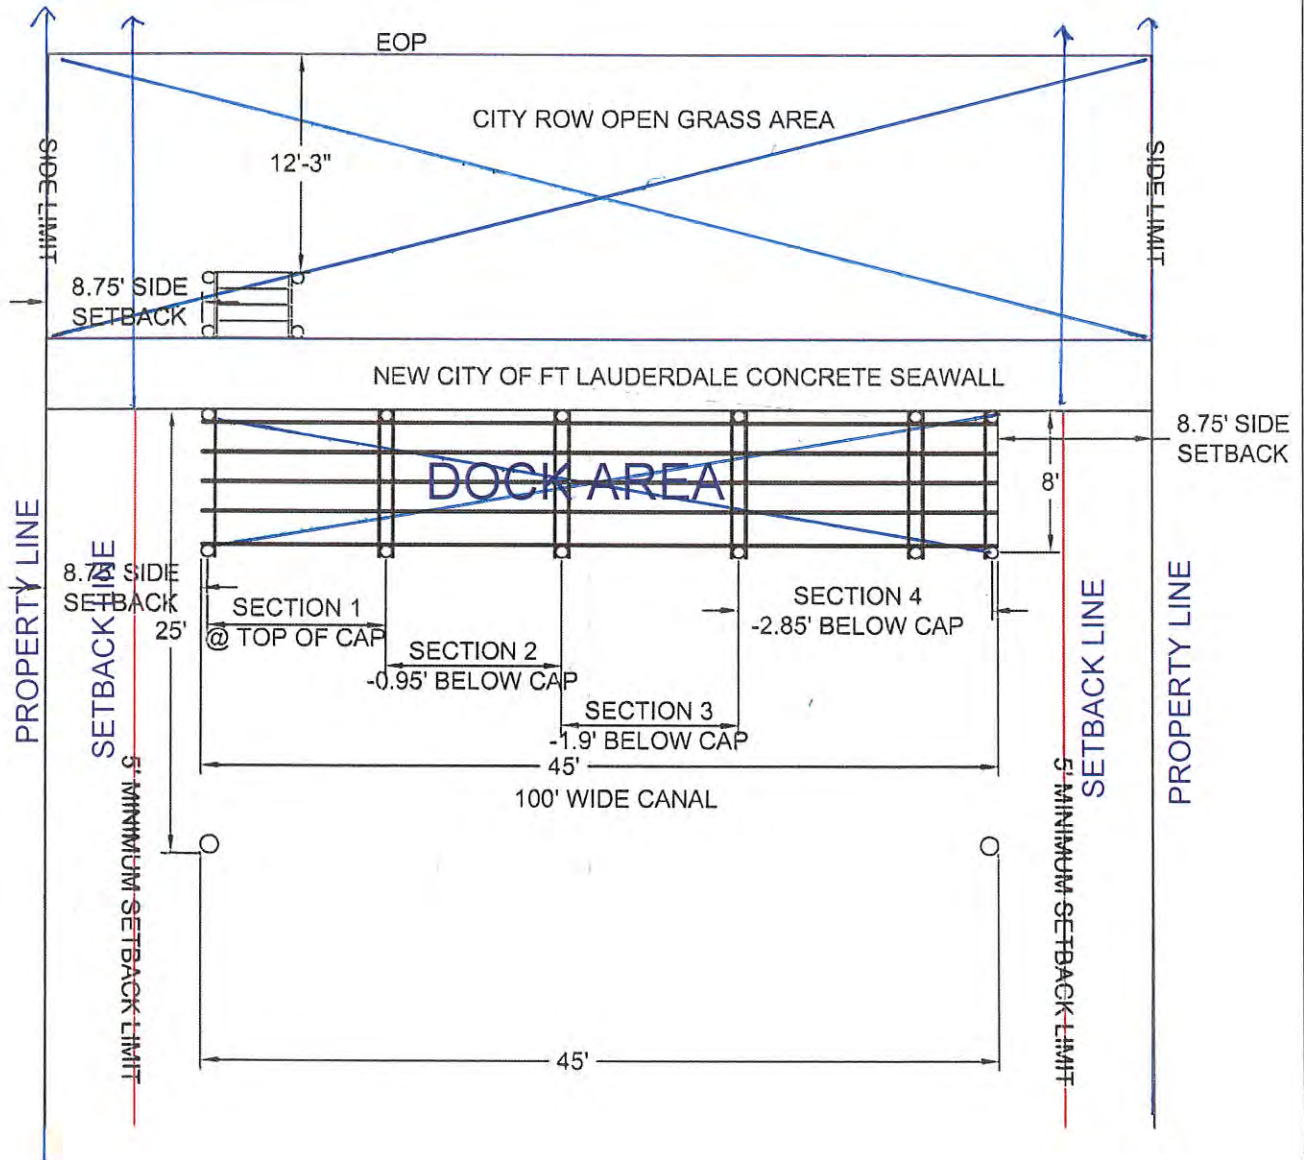 EOP
CITY ROW OPEN GRASS AREA
12'-3"
SIDE LIMIT
SIDE LIMIT
8.75' SIDE
SETBACK
NEW CITY OF FT LAUDERDALE CONCRETE SEAWALL
8.75' SIDE
SETBACK
DOCK AREA
8'
PROPERTY LINE
SETBACK LINE
8.75' SIDE
SETBACK
25'
SECTION 1
@ TOP OF CAP
SECTION 2
-0.95' BELOW CAP
SECTION 3
-1.9' BELOW CAP
SECTION 4
-2.85' BELOW CAP
SETBACK LINE
PROPERTY LINE
45'
100' WIDE CANAL
5' MINIMUM SETBACK LIMIT
5' MINIMUM SETBACK LIMIT
45'